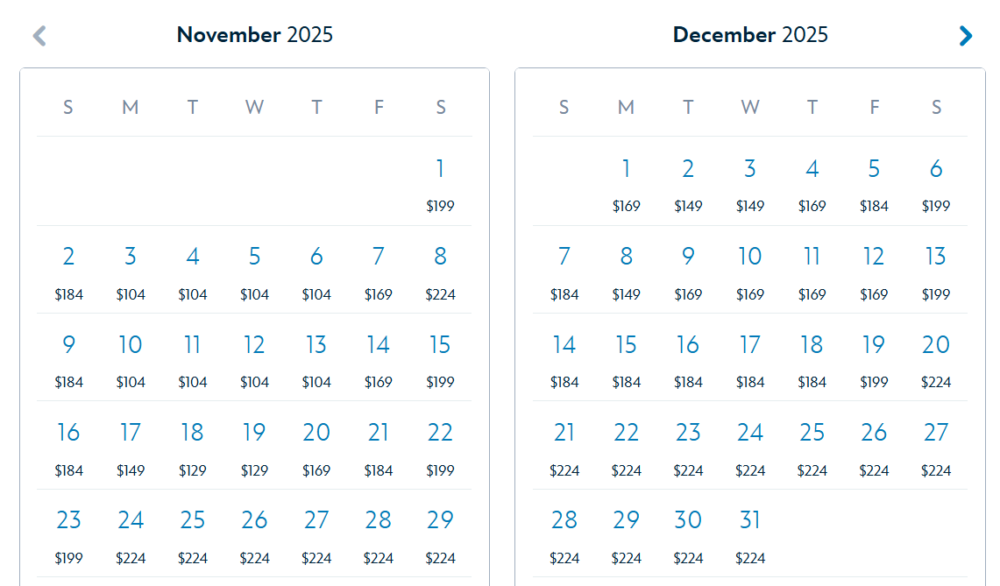 November 2025
S M T W T F S
1
$199
2 3 4 5 6 7 8
$184 $104 $104 $104 $104 $169 $224
9 10 11 12 13 14 15
$184 $104 $104 $104 $104 $169 $199
16 17 18 19 20 21 22
$184 $149 $129 $129 $169 $184 $199
23 24 25 26 27 28 29
$199 $224 $224 $224 $224 $224 $224
December 2025
S M T W T F S
1 2 3 4 5 6
$169 $149 $149 $169 $184 $199
7 8 9 10 11 12 13
$184 $149 $169 $169 $169 $169 $199
14 15 16 17 18 19 20
$184 $184 $184 $184 $184 $199 $224
21 22 23 24 25 26 27
$224 $224 $224 $224 $224 $224 $224
28 29 30 31
$224 $224 $224 $224